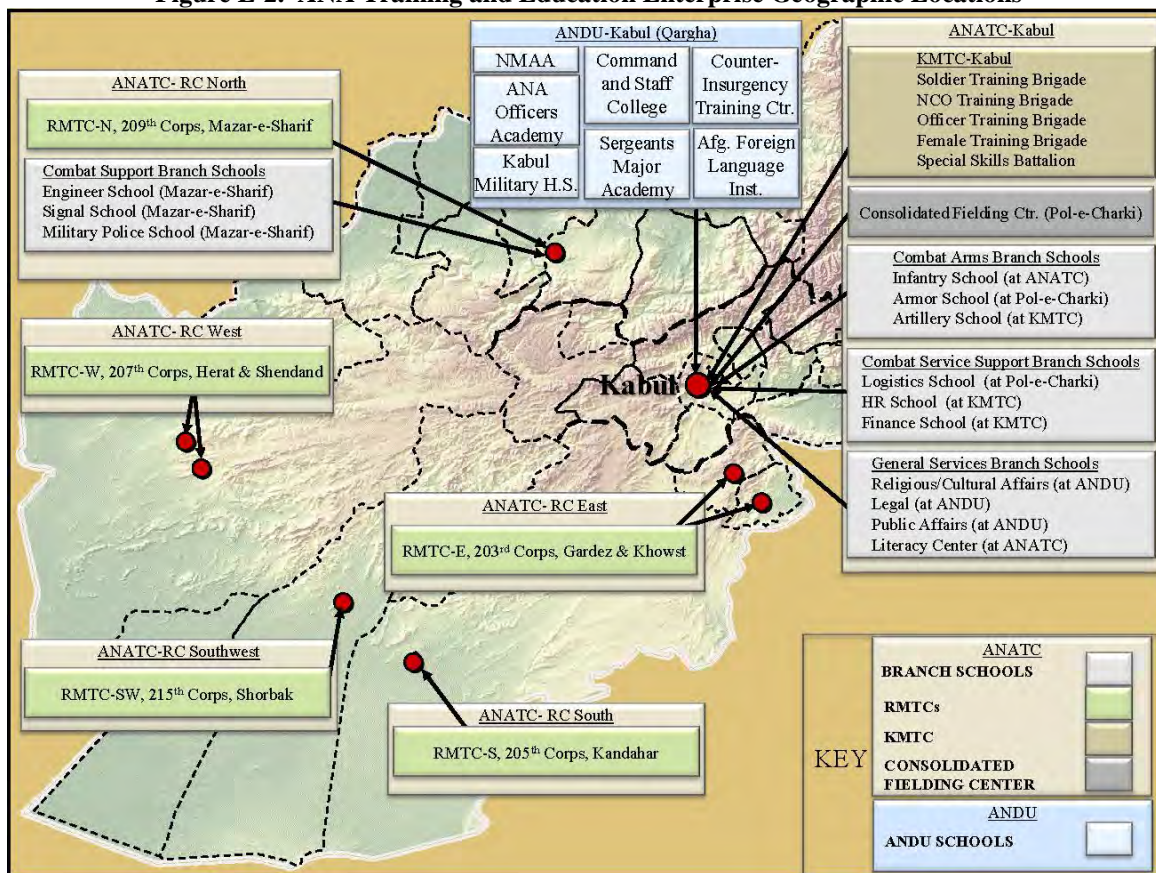 Figure E-2:  ANA Training and Education Enterprise Geographic Locations
ANATC- RC North
RMTC-N, 209th Corps, Mazar-e-Sharif
Combat Support Branch Schools
Engineer School (Mazar-e-Sharif)
Signal School (Mazar-e-Sharif)
Military Police School (Mazar-e-Sharif)
ANDU-Kabul (Qargha)
NMAA
ANA
Officers
Academy
Kabul
Military H.S.
Command
and Staff
College
Sergeants
Major
Academy
Counter-
Insurgency
Training Ctr.
Afg. Foreign
Language
Inst.
ANATC-Kabul
KMTC-Kabul
Soldier Training Brigade
NCO Training Brigade
Officer Training Brigade
Female Training Brigade
Special Skills Battalion
Consolidated Fielding Ctr. (Pol-e-Charki)
Combat Arms Branch Schools
Infantry School (at ANATC)
Armor School (at Pol-e-Charki)
Artillery School (at KMTC)
Combat Service Support Branch Schools
Logistics School (at Pol-e-Charki)
HR School (at KMTC)
Finance School (at KMTC)
General Services Branch Schools
Religious/Cultural Affairs (at ANDU)
Legal (at ANDU)
Public Affairs (at ANDU)
Literacy Center (at ANATC)
ANATC- RC West
RMTC-W, 207th Corps, Herat & Shendand
Kabul
ANATC- RC East
RMTC-E, 203rd Corps, Gardez & Khowst
ANATC-RC Southwest
RMTC-SW, 215th Corps, Shorbak
ANATC- RC South
RMTC-S, 205th Corps, Kandahar
KEY
ANATC
BRANCH SCHOOLS
RMTCs
KMTC
CONSOLIDATED
FIELDING CENTER
ANDU
ANDU SCHOOLS